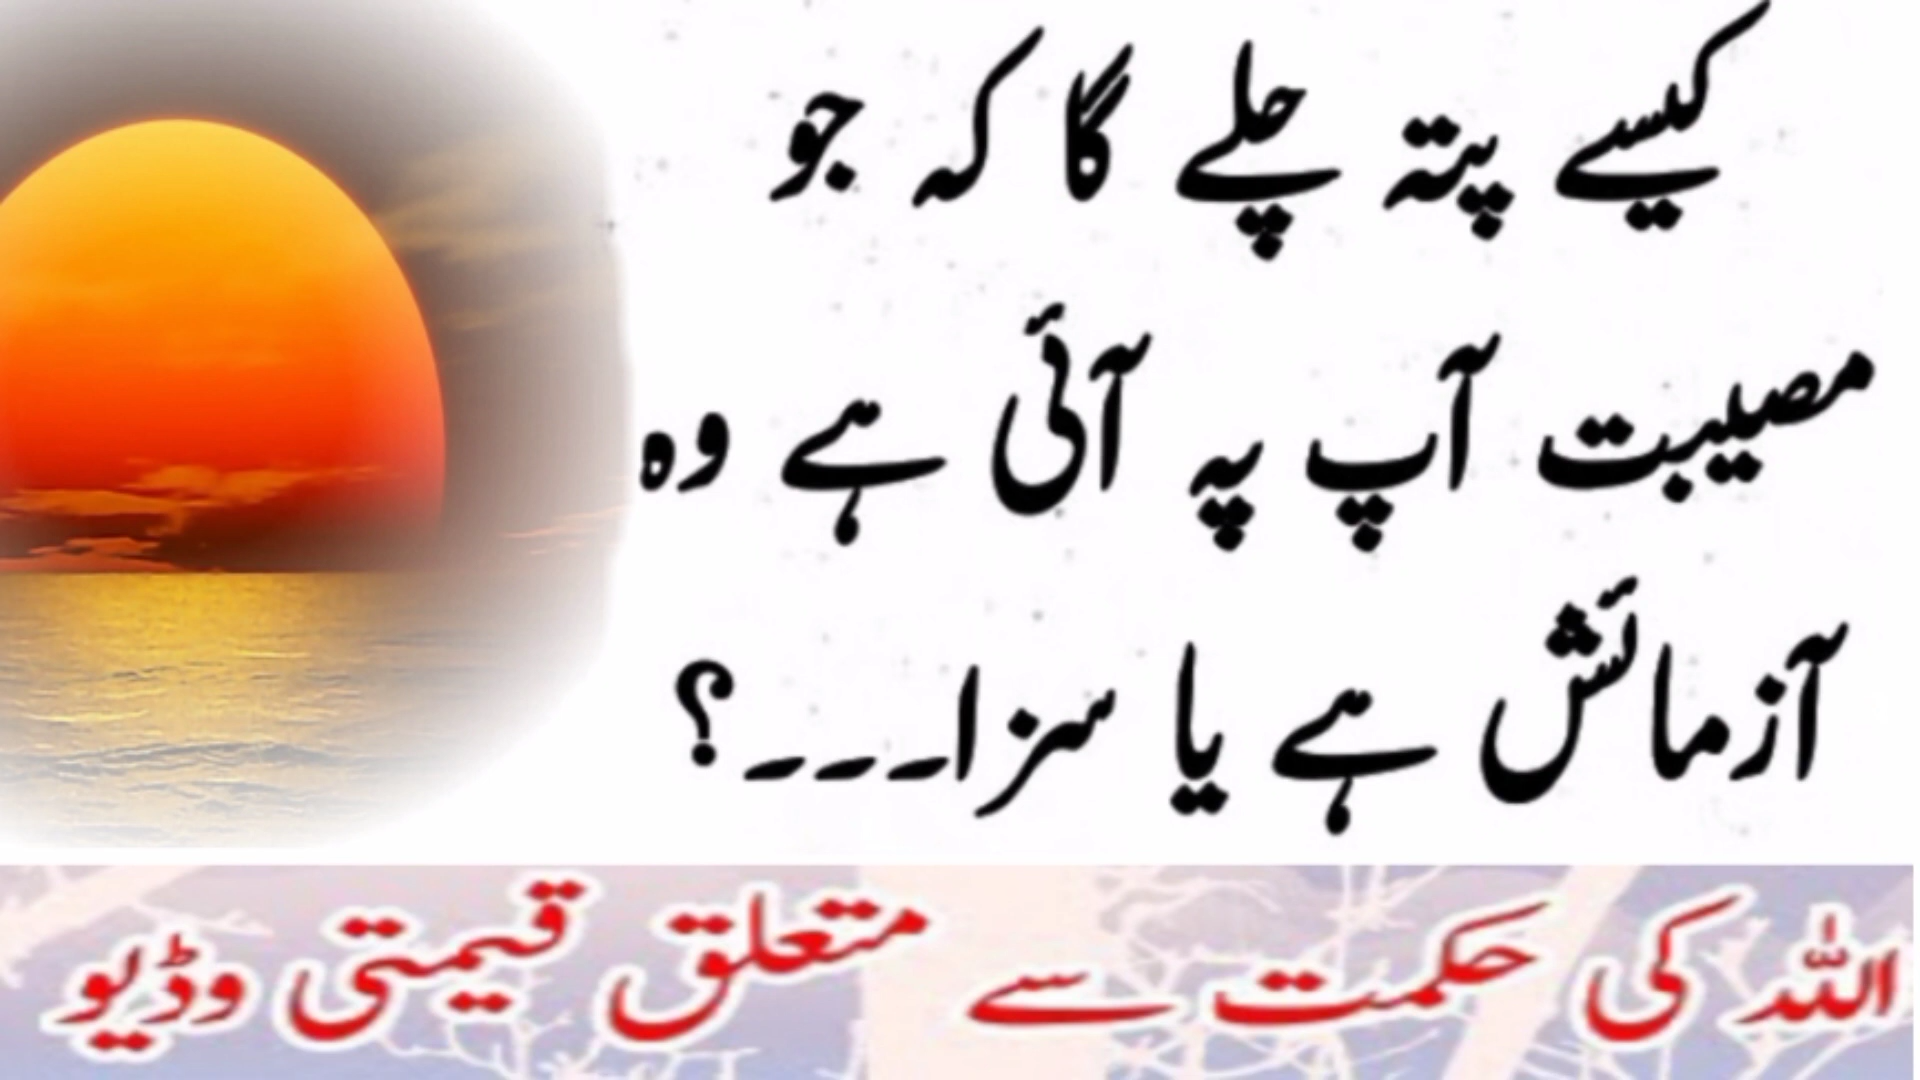 کیسے پتہ چلے گا کہ جو
مصیبت آپ پہ آئی ہے وہ
آزمائش ہے یا سزا۔۔۔؟
اللہ کی حکمت سے متعلق قیمتی وڈیو